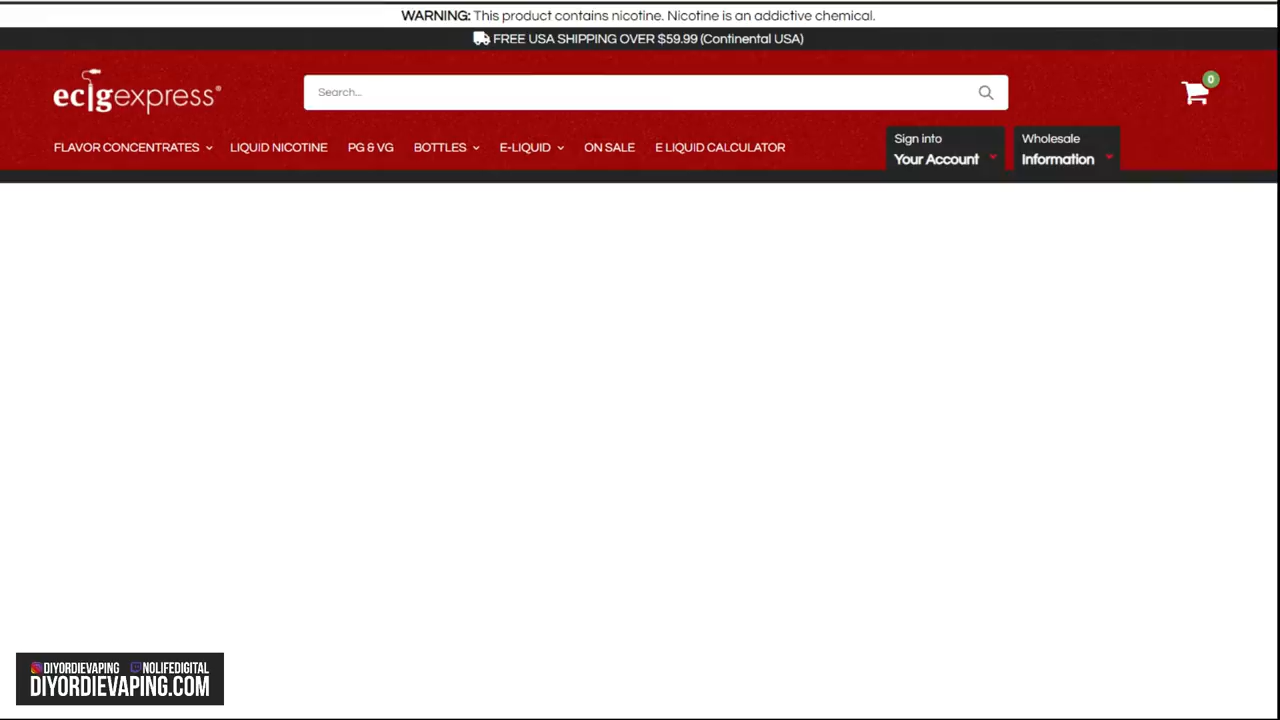 WARNING: This product contains nicotine. Nicotine is an addictive chemical.
FREE USA SHIPPING OVER $59.99 (Continental USA)
ecigexpress®
Search...
0
FLAVOR CONCENTRATES LIQUID NICOTINE PG & VG BOTTLES E-LIQUID ON SALE E LIQUID CALCULATOR
Sign into
Your Account
Wholesale
Information
DIYORDIEVAPING NOLIFEDIGITAL
DIYORDIEVAPING.COM